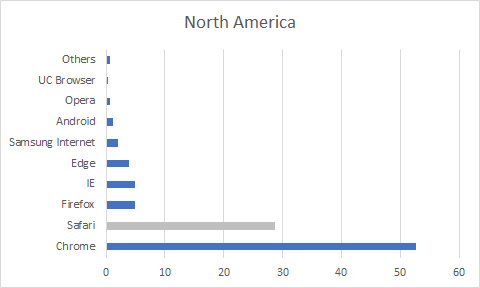 North America
Others
UC Browser
Opera
Android
Samsung Internet
Edge
IE
Firefox
Safari
Chrome
0 10 20 30 40 50 60